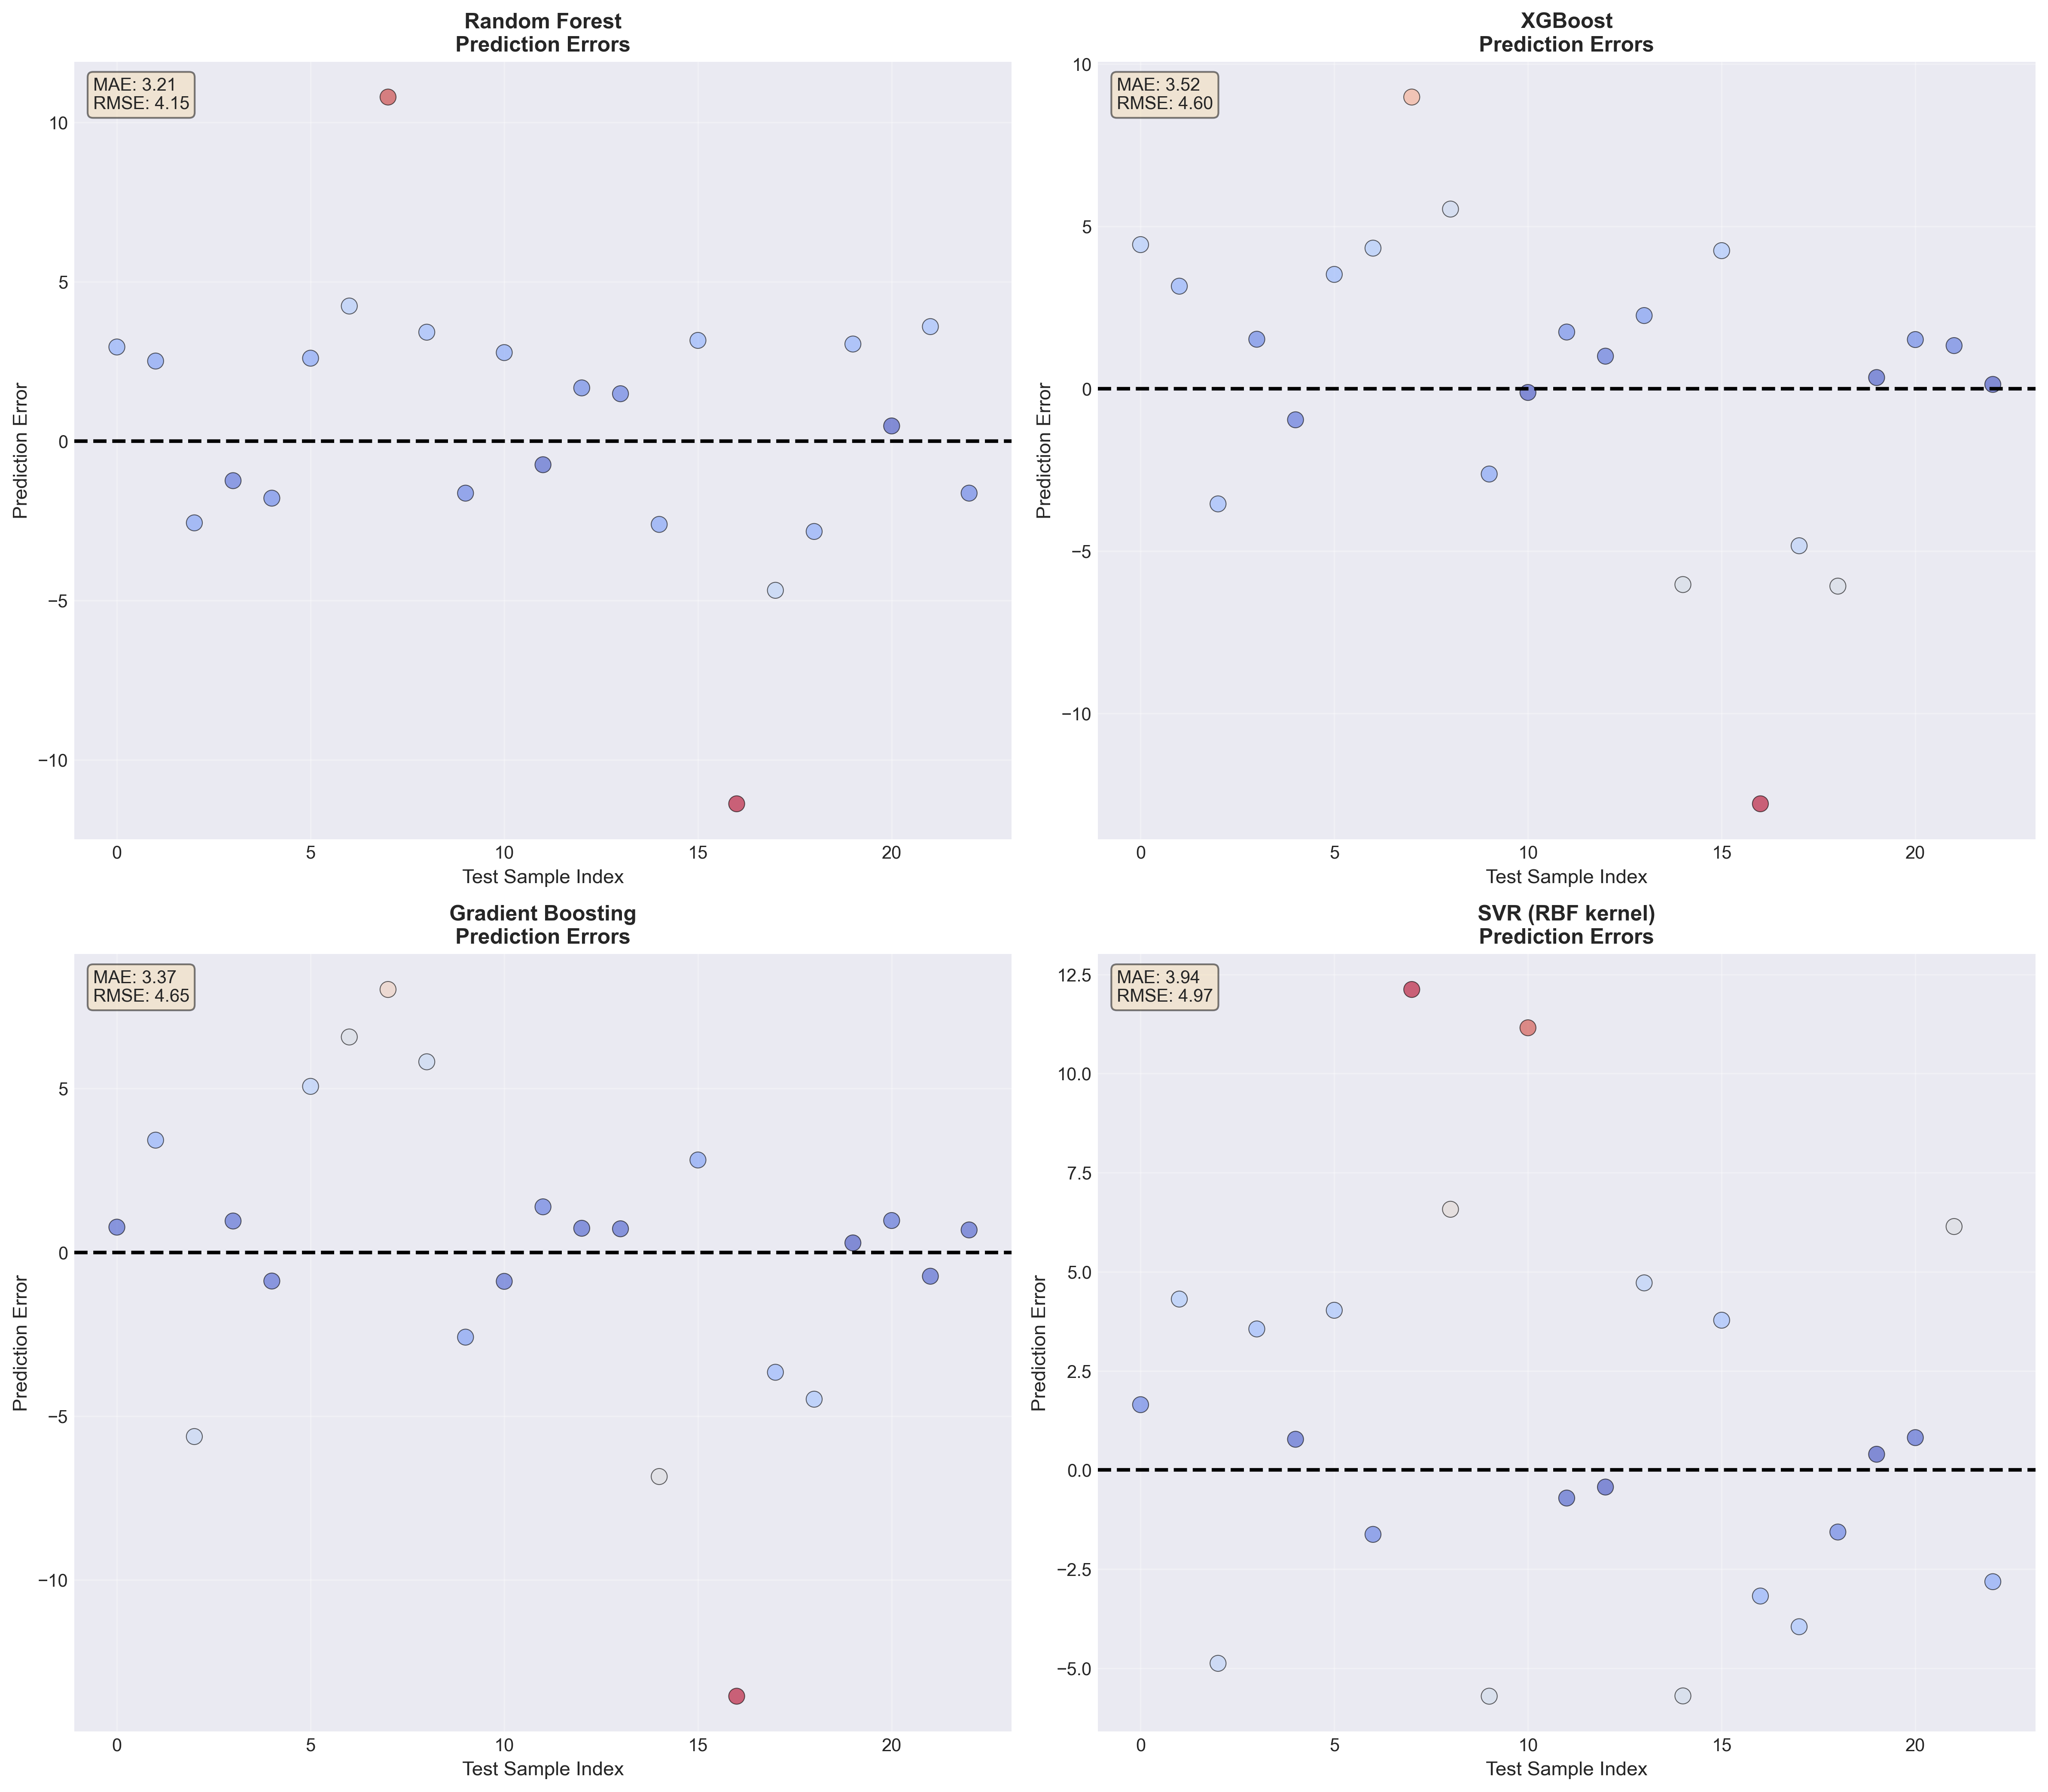 Random Forest
Prediction Errors
MAE: 3.21
RMSE: 4.15
10
5
0
−5
−10
Prediction Error
0 5 10 15 20
Test Sample Index
XGBoost
Prediction Errors
MAE: 3.52
RMSE: 4.60
10
5
0
−5
−10
Prediction Error
0 5 10 15 20
Test Sample Index
Gradient Boosting
Prediction Errors
MAE: 3.37
RMSE: 4.65
5
0
−5
−10
Prediction Error
0 5 10 15 20
Test Sample Index
SVR (RBF kernel)
Prediction Errors
MAE: 3.94
RMSE: 4.97
12.5
10.0
7.5
5.0
2.5
0.0
−2.5
−5.0
Prediction Error
0 5 10 15 20
Test Sample Index